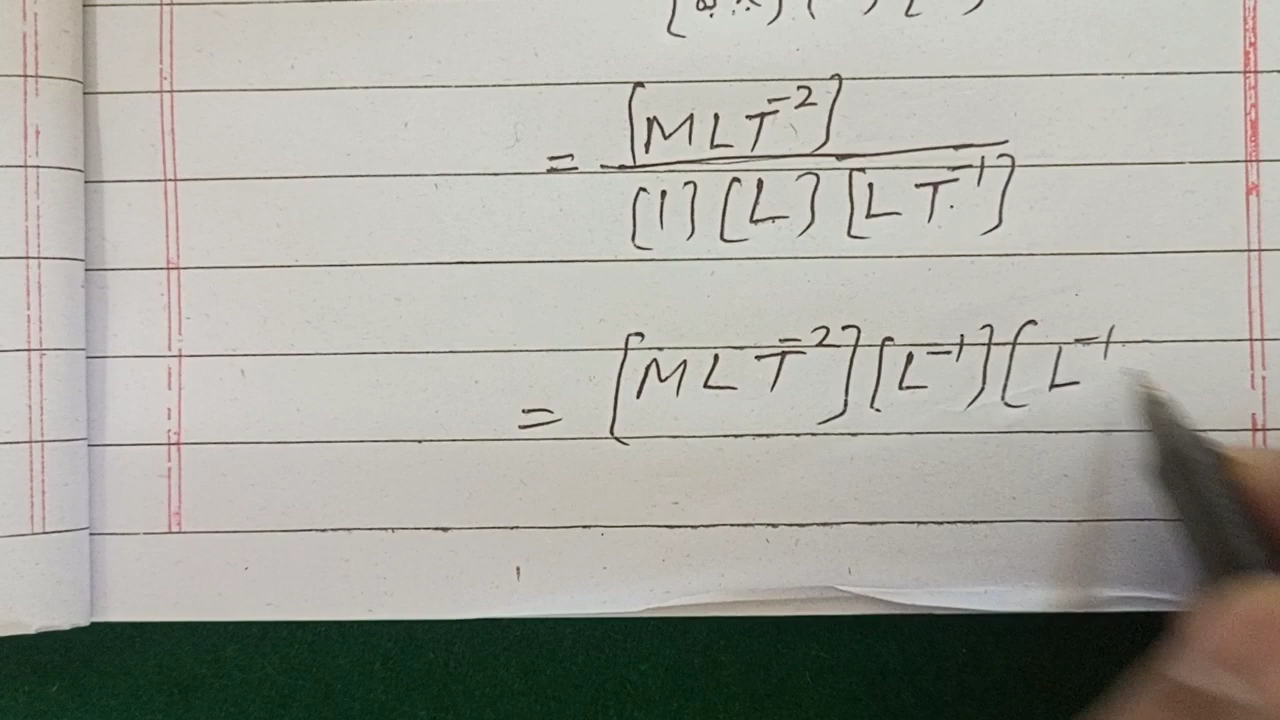 = [MLT⁻²] / [1] [L] [LT⁻¹]
= [MLT⁻²] [L⁻¹] [L⁻¹